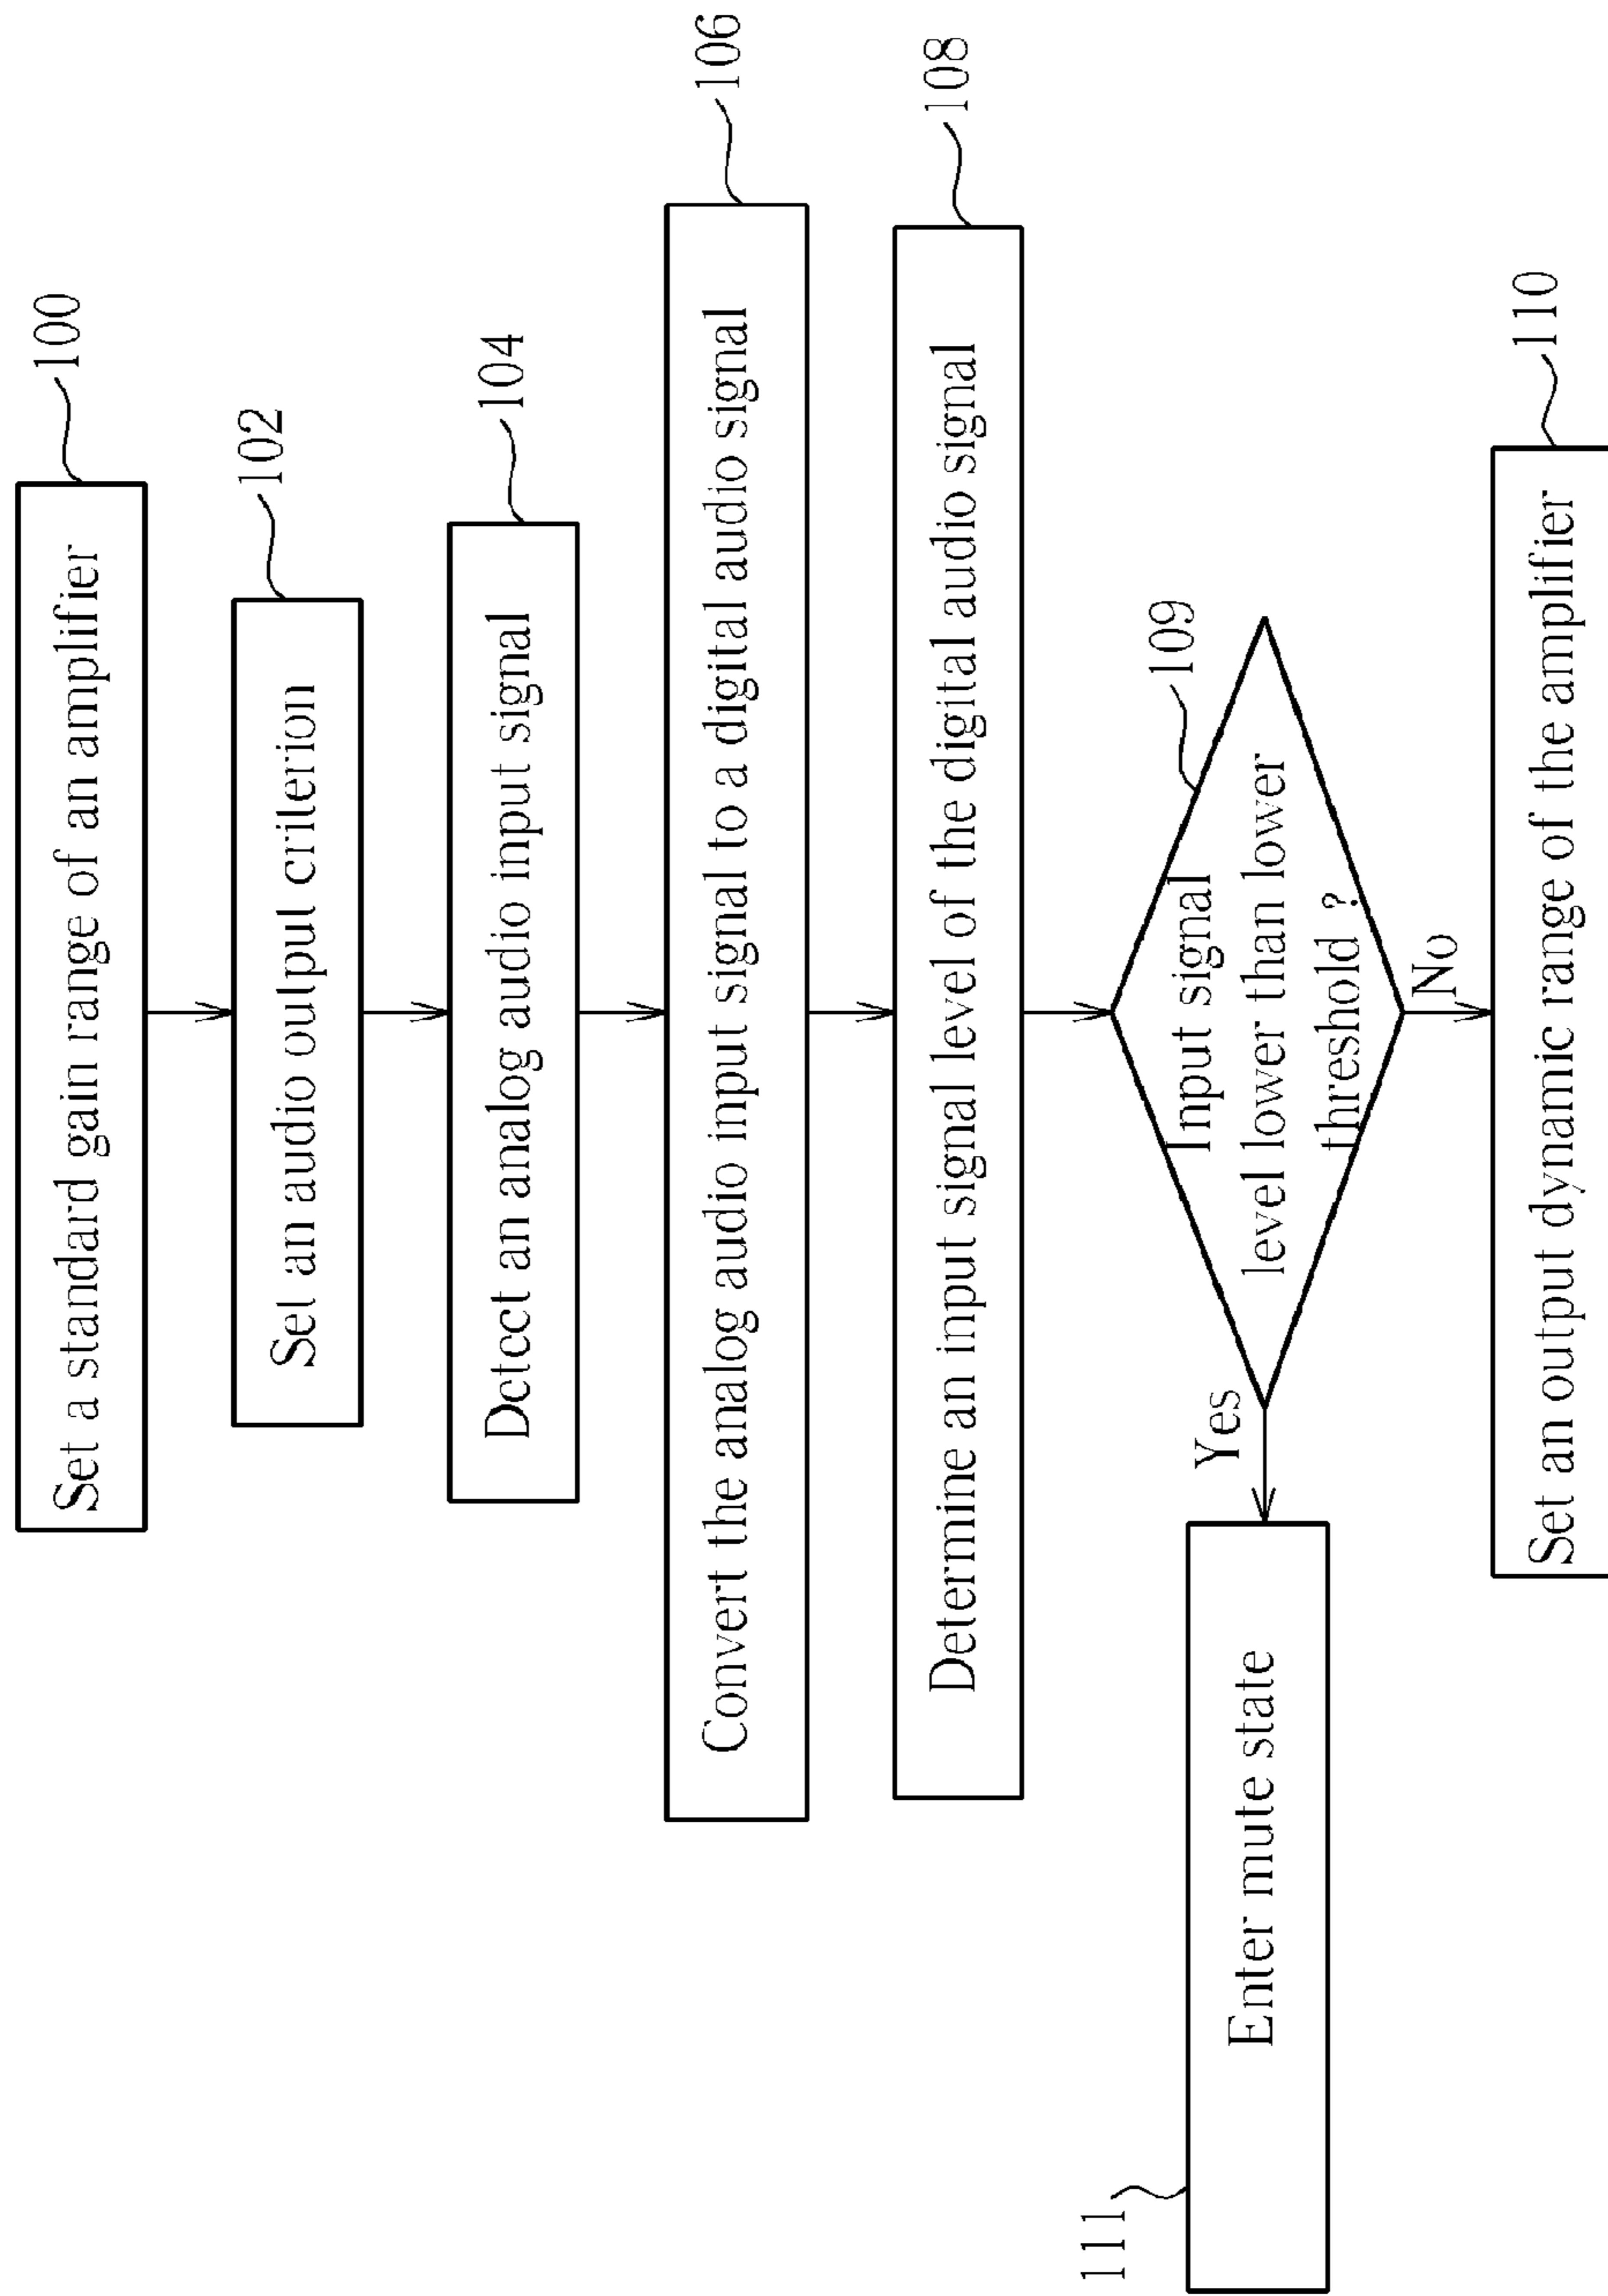 Set a standard gain range of an amplifier
100
Set an audio output criterion
102
Detect an analog audio input signal
104
Convert the analog audio input signal to a digital audio signal
106
Determine an input signal level of the digital audio signal
108
Input signal
level lower than lower
threshold ?
109
Yes
No
Enter mute state
111
Set an output dynamic range of the amplifier
110